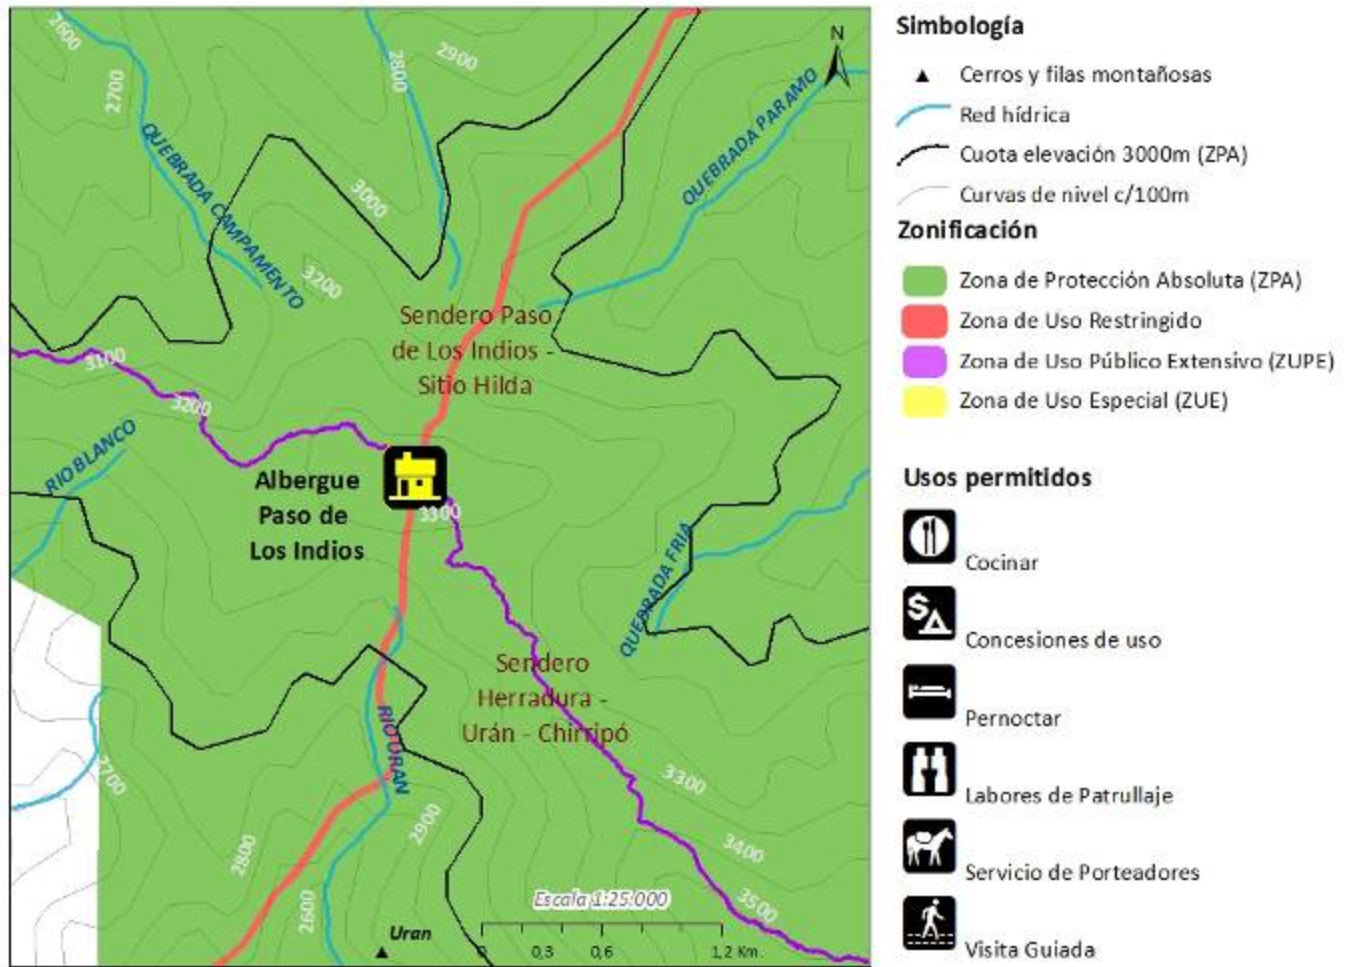 2600
2700
2800
2900
N
QUEBRADA CAMPAMENTO
3000
QUEBRADA PARAMO
3200
Sendero Paso
de Los Indios -
Sitio Hilda
3100
3200
RIO BLANCO
Albergue
Paso de
Los Indios
3300
QUEBRADA FRIA
Sendero
Herradura -
Urán - Chirripó
RIO URAN
2700
3300
2800
2900
3400
3500
2600
Escala 1:25:000
Uran
0
0,3
0,6
1,2 Km.
Simbología
Cerros y filas montañosas
Red hídrica
Cuota elevación 3000m (ZPA)
Curvas de nivel c/100m
Zonificación
Zona de Protección Absoluta (ZPA)
Zona de Uso Restringido
Zona de Uso Público Extensivo (ZUPE)
Zona de Uso Especial (ZUE)
Usos permitidos
Cocinar
$
Concesiones de uso
Pernoctar
Labores de Patrullaje
Servicio de Porteadores
Visita Guiada